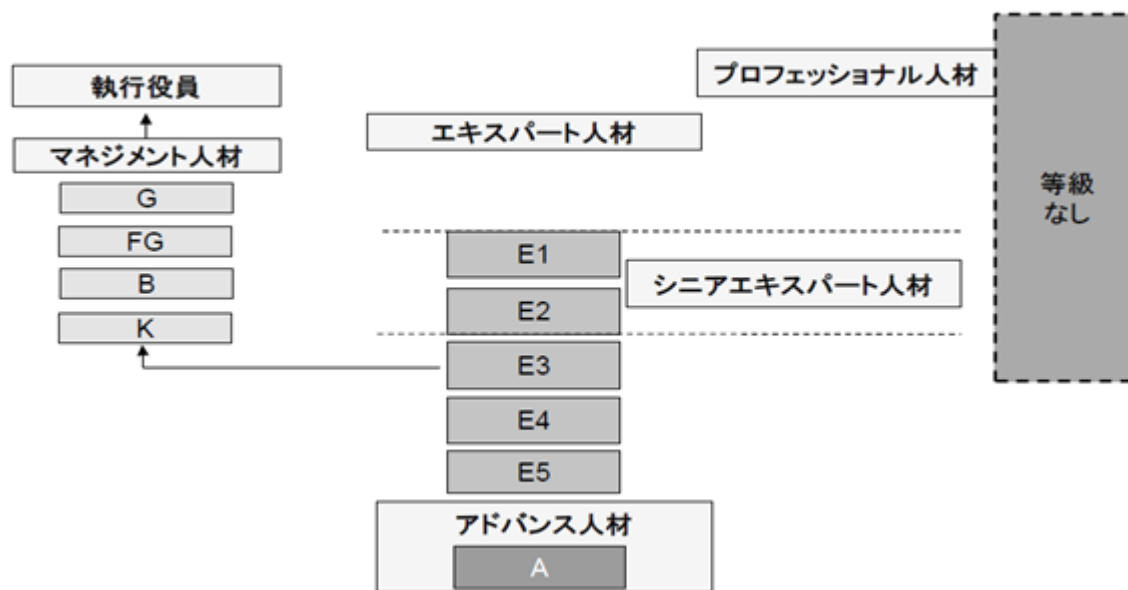 執行役員
マネジメント人材
G
FG
B
K
エキスパート人材
E1
E2
E3
E4
E5
シニアエキスパート人材
アドバンス人材
A
プロフェッショナル人材
等級
なし